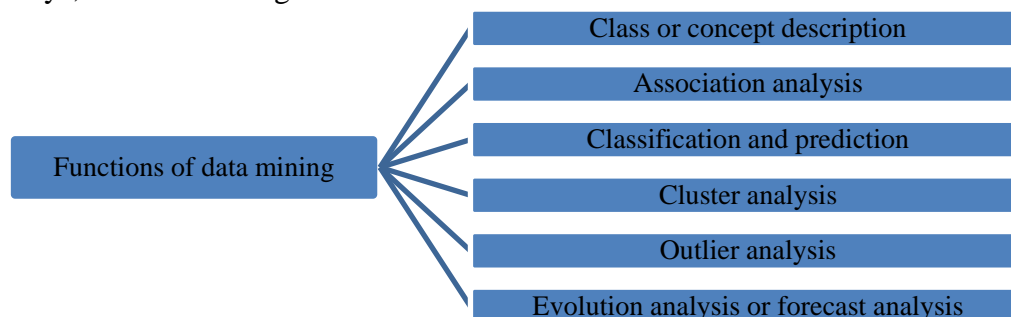 Class or concept description
Association analysis
Functions of data mining
Classification and prediction
Cluster analysis
Outlier analysis
Evolution analysis or forecast analysis